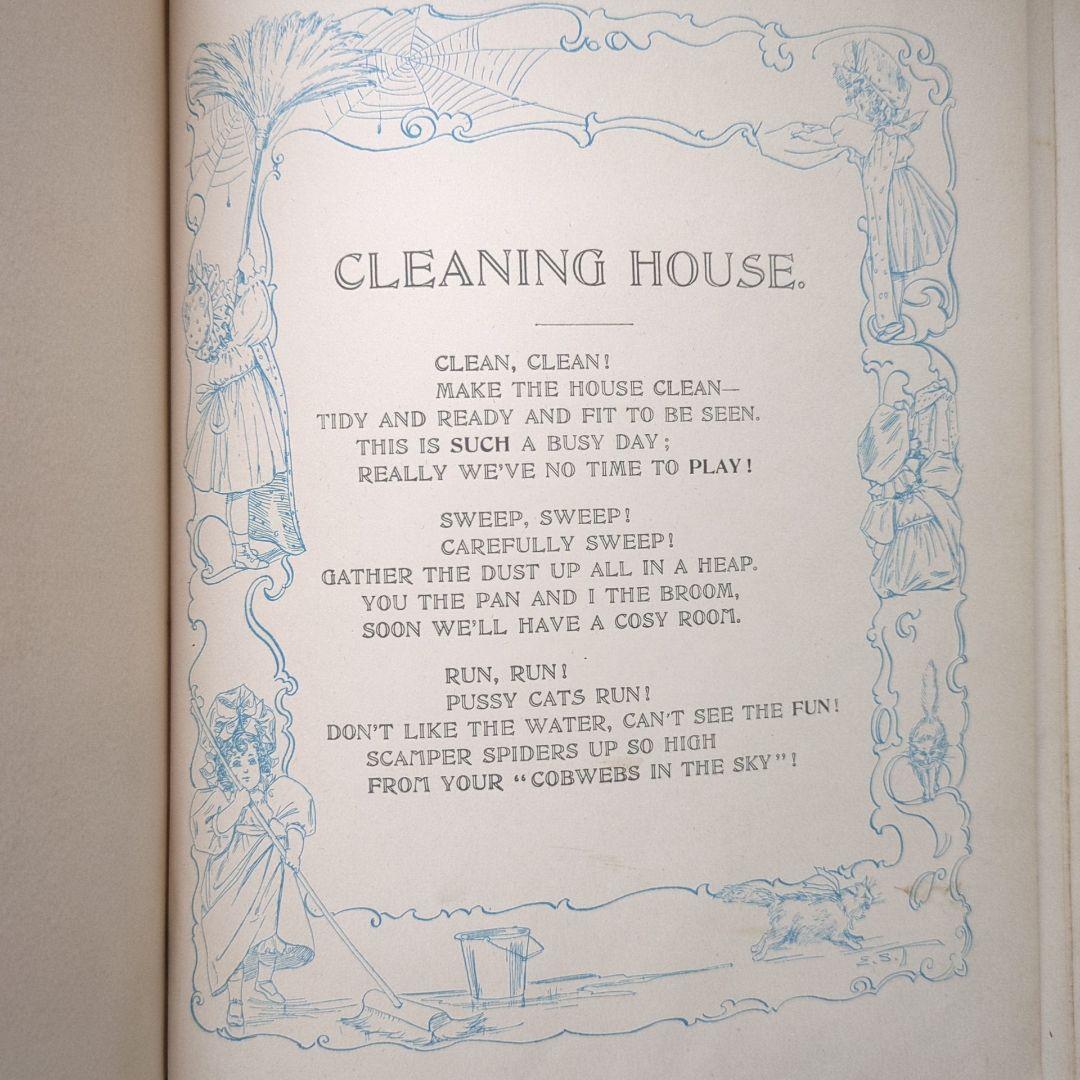 CLEANING HOUSE.
CLEAN, CLEAN!
MAKE THE HOUSE CLEAN—
TIDY AND READY AND FIT TO BE SEEN.
THIS IS SUCH A BUSY DAY;
REALLY WE'VE NO TIME TO PLAY!
SWEEP, SWEEP!
CAREFULLY SWEEP!
GATHER THE DUST UP ALL IN A HEAP.
YOU THE PAN AND I THE BROOM,
SOON WE'LL HAVE A COSY ROOM.
RUN, RUN!
PUSSY CATS RUN!
DON'T LIKE THE WATER, CAN'T SEE THE FUN!
SCAMPER SPIDERS UP SO HIGH
FROM YOUR "COBWEBS IN THE SKY"!